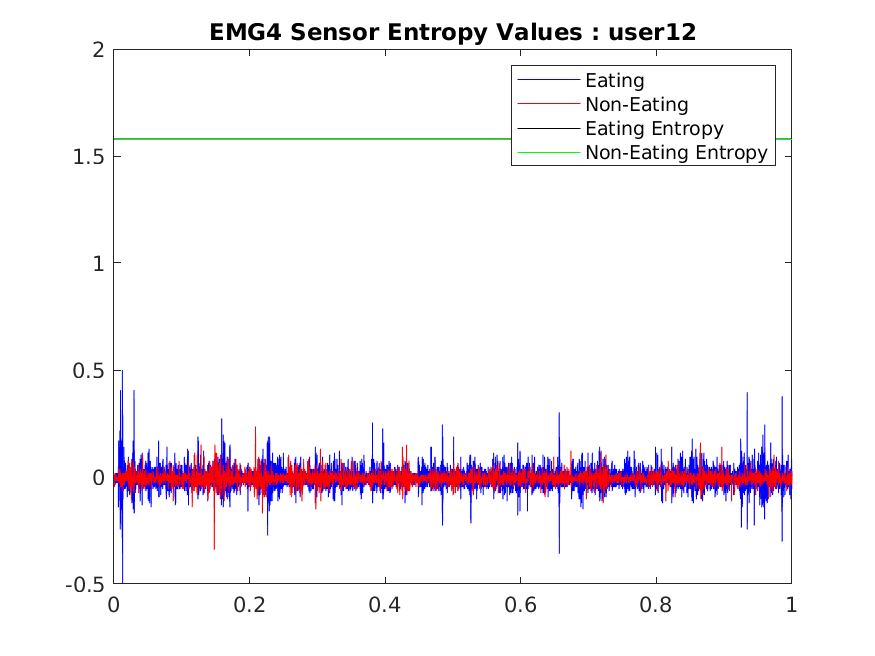 EMG4 Sensor Entropy Values : user12
2
Eating
Non-Eating
Eating Entropy
1.5
Non-Eating Entropy
1
0.5
0
-0.5
0 0.2 0.4 0.6 0.8 1